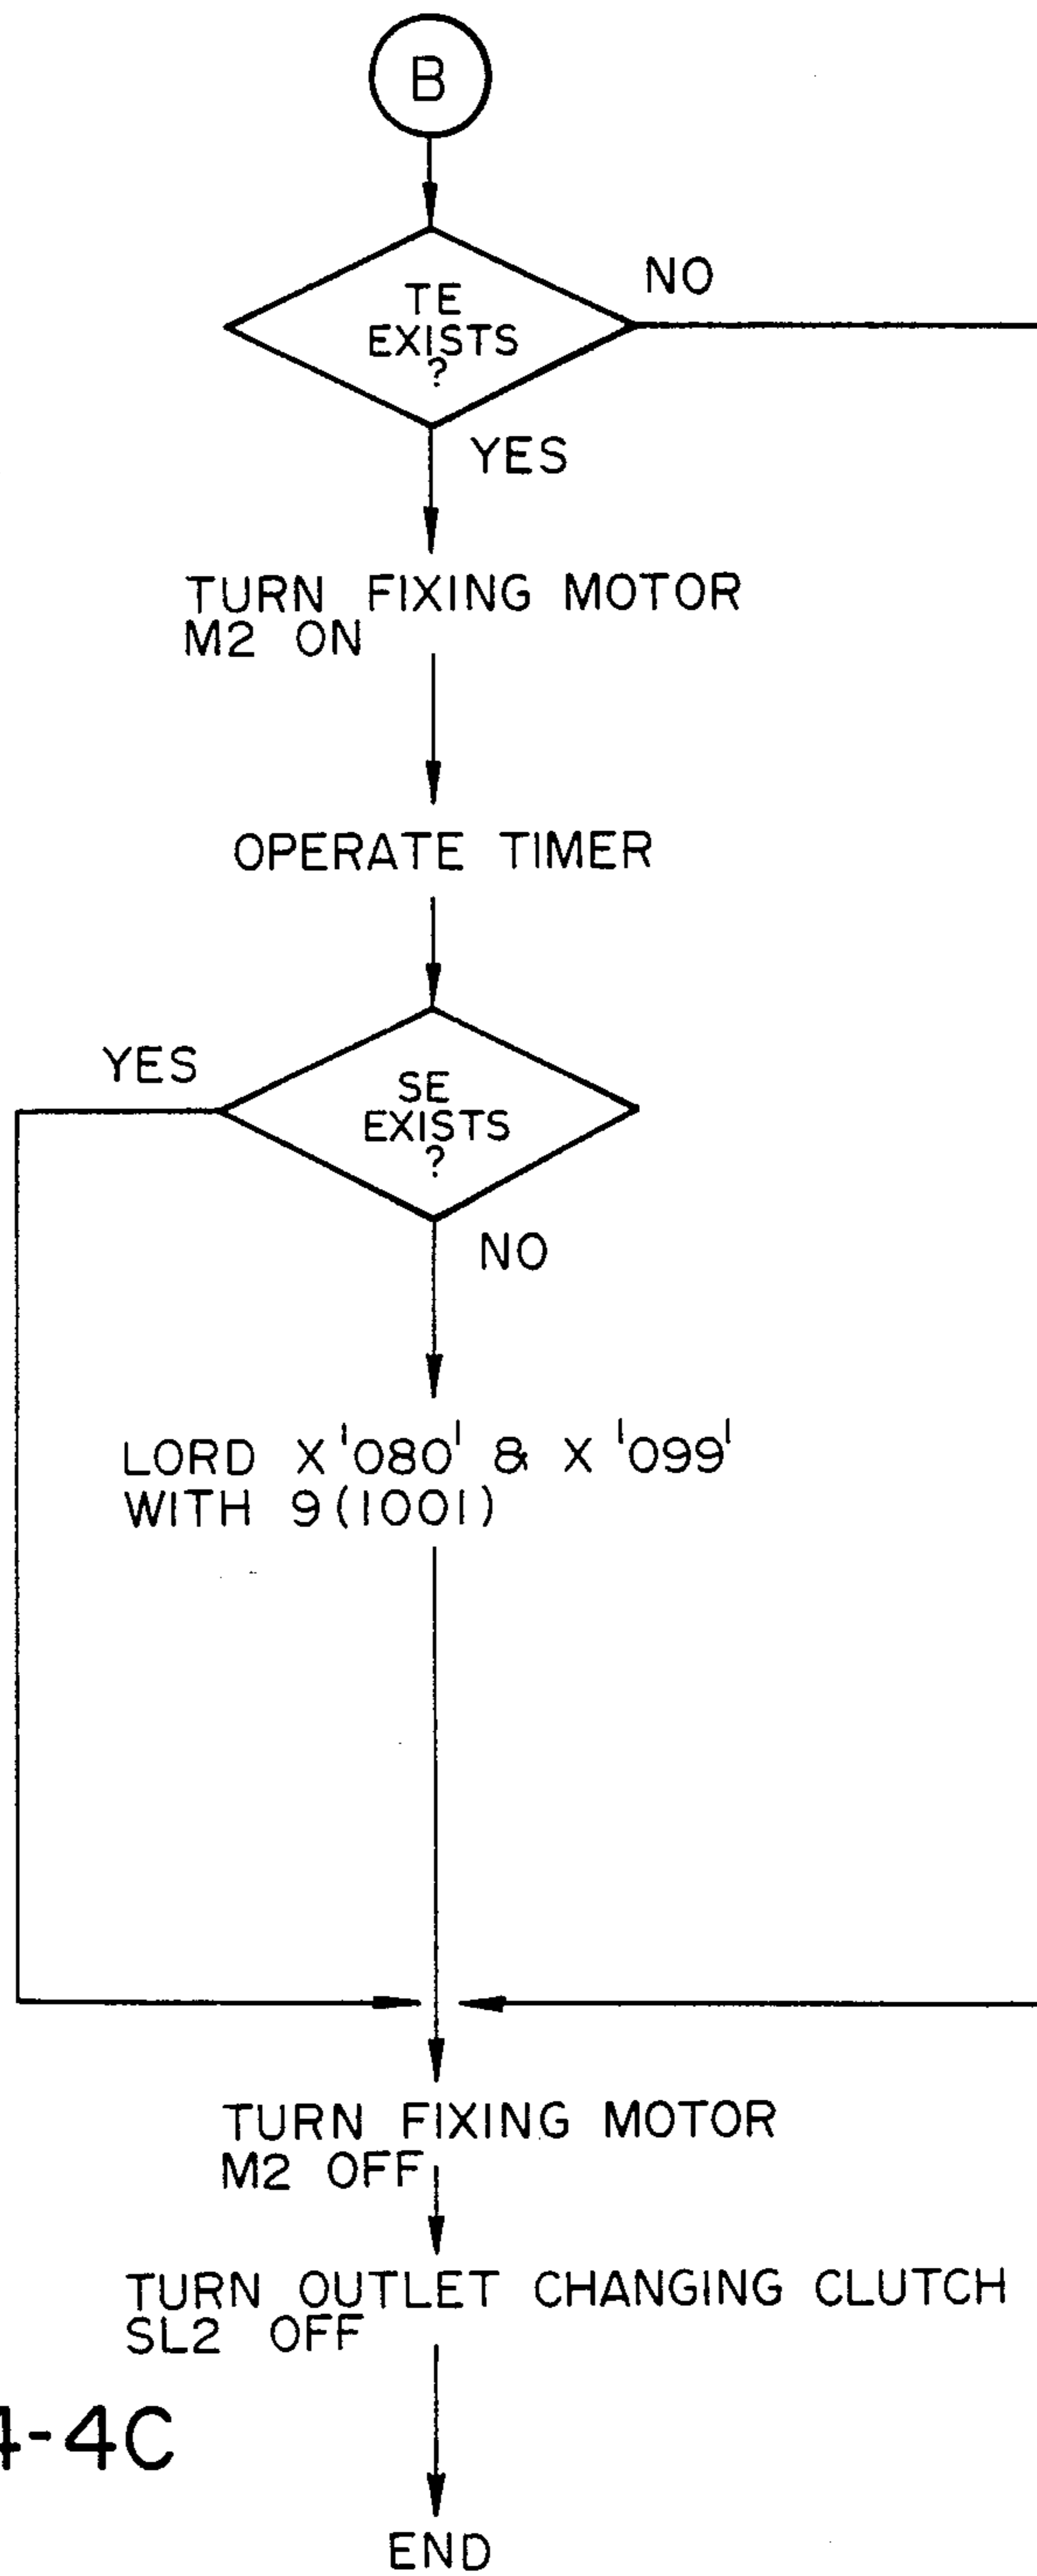 B
TE
EXISTS
?
NO
YES
TURN FIXING MOTOR
M2 ON
OPERATE TIMER
YES
SE
EXISTS
?
NO
LORD X'080' & X'099'
WITH 9(1001)
TURN FIXING MOTOR
M2 OFF
TURN OUTLET CHANGING CLUTCH
SL2 OFF
4-4C
END